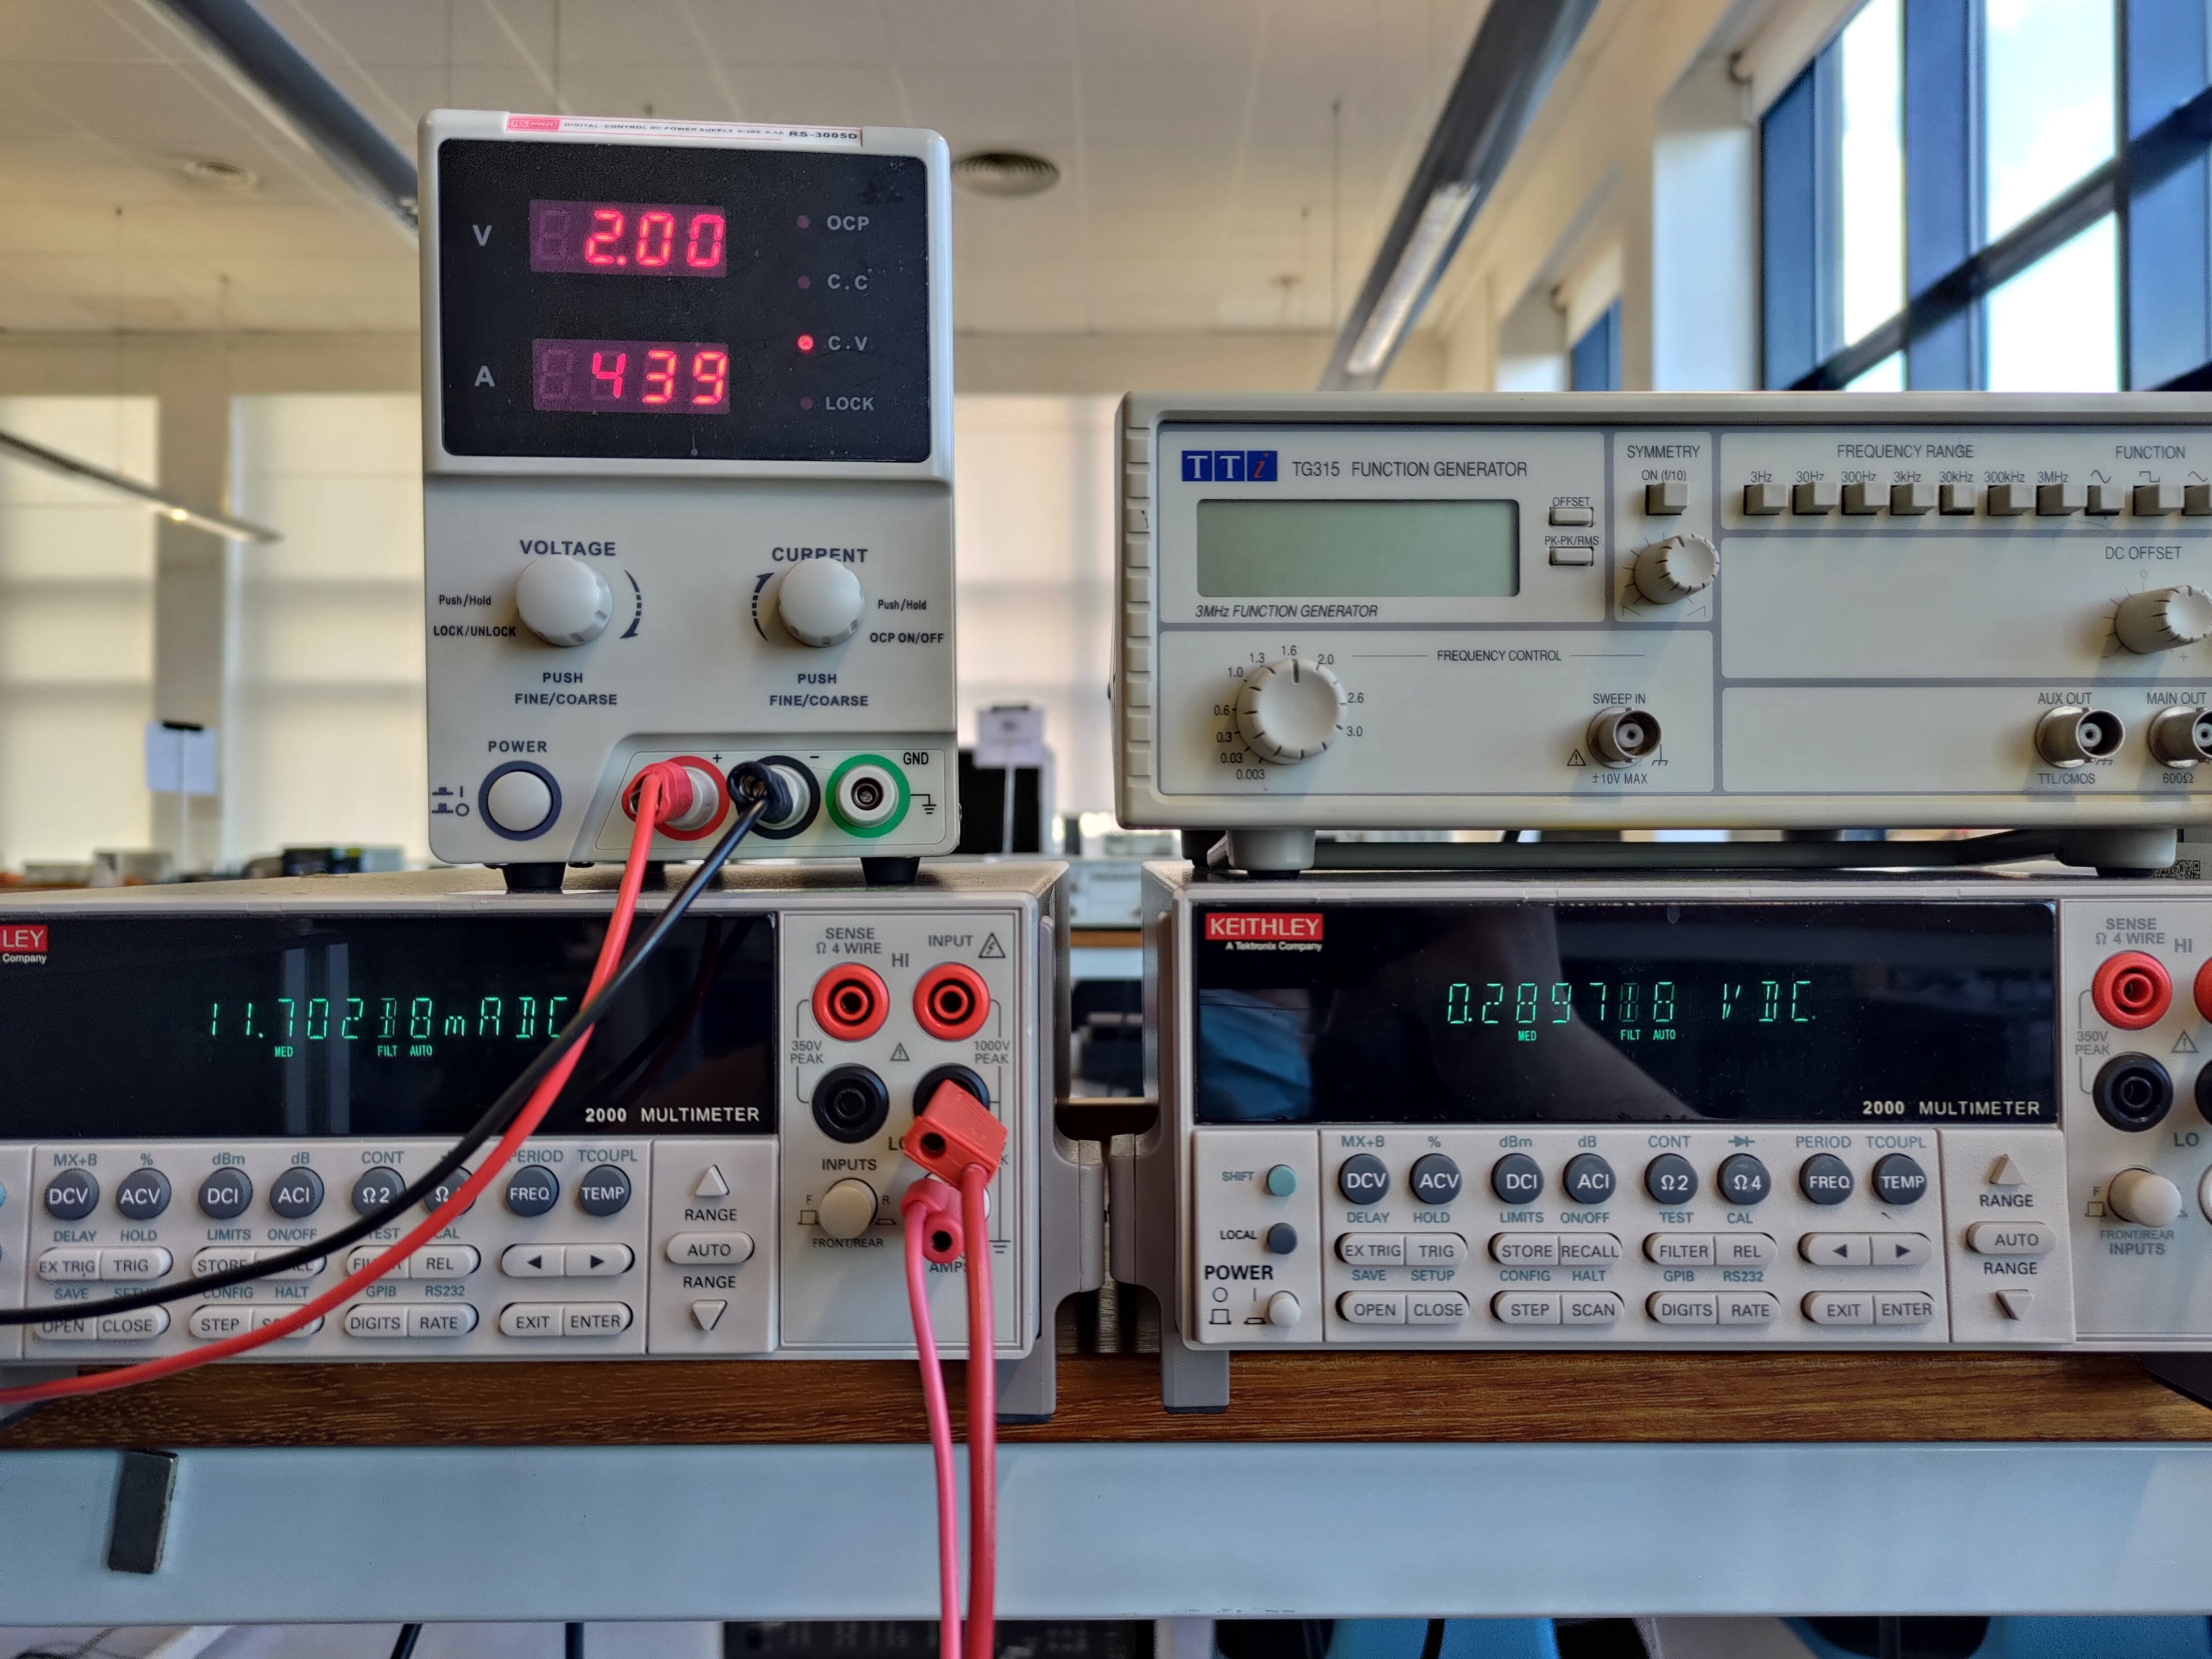 RS PRO DIGITAL-CONTROL DC POWER SUPPLY 0-30V, 0-5A RS-3005D
V 2.00
A 439
OCP
C.C
C.V
LOCK
VOLTAGE
CURRENT
Push/Hold
LOCK/UNLOCK
Push/Hold
OCP ON/OFF
PUSH
FINE/COARSE
PUSH
FINE/COARSE
POWER
+
−
GND
TTi TG315 FUNCTION GENERATOR
OFFSET
PK-PK/RMS
3MHz FUNCTION GENERATOR
SYMMETRY
ON (f/10)
FREQUENCY RANGE
3Hz 30Hz 300Hz 3kHz 30kHz 300kHz 3MHz
FUNCTION
DC OFFSET
0
FREQUENCY CONTROL
0.003 0.03 0.3 0.6 1.0 1.3 1.6 2.0 2.6 3.0
SWEEP IN
±10V MAX
AUX OUT
TTL/CMOS
MAIN OUT
600Ω
LEY
Company
mADC
MED FILT AUTO
2000 MULTIMETER
SENSE
Ω 4 WIRE
HI
INPUT
350V
PEAK
1000V
PEAK
INPUTS
F R
FRONT/REAR
MX+B % dBm dB CONT PERIOD TCOUPL
DCV ACV DCI ACI Ω2 FREQ TEMP
DELAY HOLD LIMITS ON/OFF
EX TRIG TRIG REL
SAVE CONFIG HALT GPIB RS232
OPEN CLOSE STEP DIGITS RATE EXIT ENTER
RANGE
AUTO
RANGE
KEITHLEY
A Tektronix Company
VDC
MED FILT AUTO
2000 MULTIMETER
SENSE
Ω 4 WIRE
HI
350V
PEAK
LO
F
FRONT/REAR
INPUTS
SHIFT
LOCAL
POWER
MX+B % dBm dB CONT PERIOD TCOUPL
DCV ACV DCI ACI Ω2 Ω4 FREQ TEMP
DELAY HOLD LIMITS ON/OFF TEST CAL
EX TRIG TRIG STORE RECALL FILTER REL
SAVE SETUP CONFIG HALT GPIB RS232
OPEN CLOSE STEP SCAN DIGITS RATE EXIT ENTER
RANGE
AUTO
RANGE